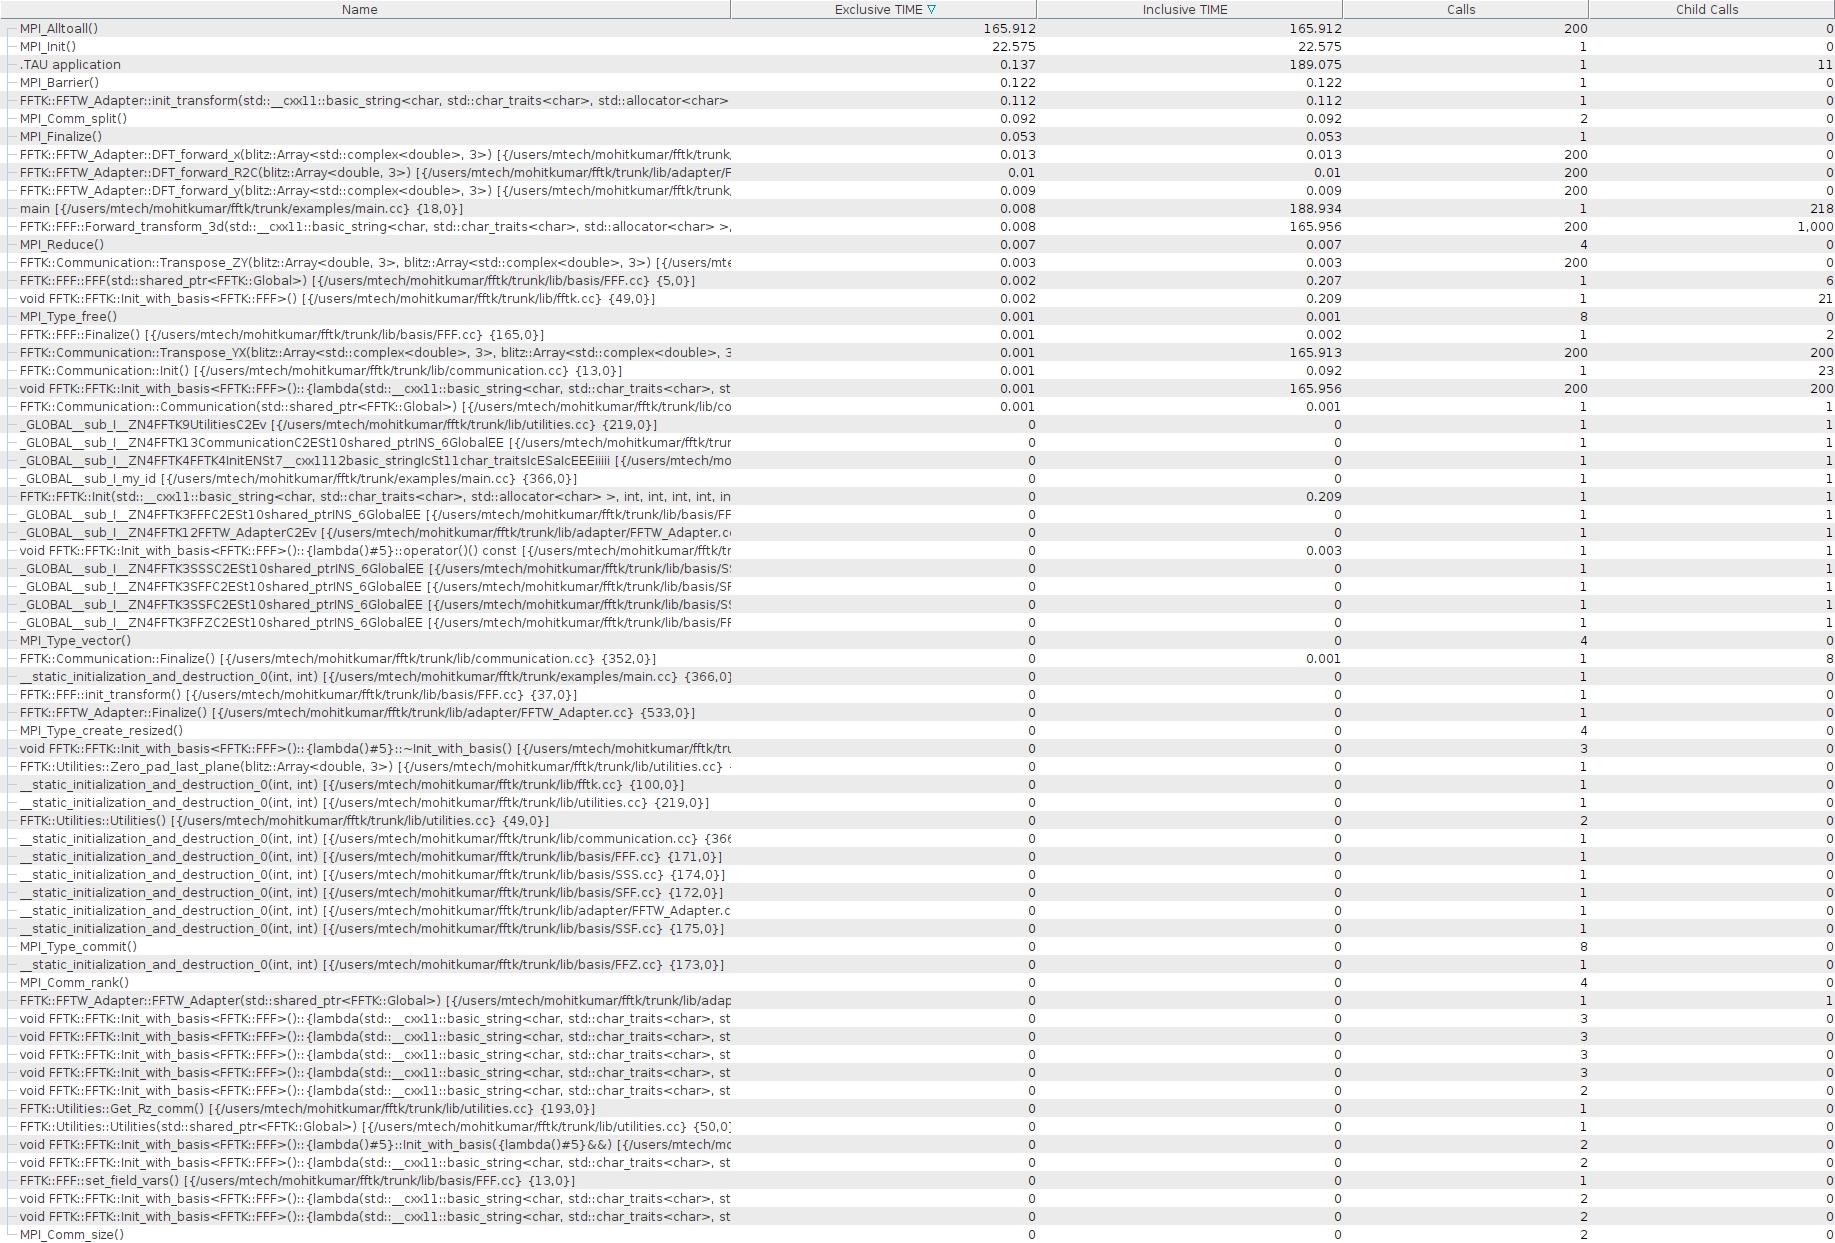 Name Exclusive TIME ▽ Inclusive TIME Calls Child Calls
MPI_Alltoall() 165.912 165.912 200 0
MPI_Init() 22.575 22.575 1 0
.TAU application 0.137 189.075 1 11
MPI_Barrier() 0.122 0.122 1 0
FFTK::FFTW_Adapter::init_transform(std::__cxx11::basic_string<char, std::char_traits<char>, std::allocator<char> 0.112 0.112 1 0
MPI_Comm_split() 0.092 0.092 2 0
MPI_Finalize() 0.053 0.053 1 0
FFTK::FFTW_Adapter::DFT_forward_x(blitz::Array<std::complex<double>, 3>) [{/users/mtech/mohitkumar/fftk/trunk, 0.013 0.013 200 0
FFTK::FFTW_Adapter::DFT_forward_R2C(blitz::Array<double, 3>) [{/users/mtech/mohitkumar/fftk/trunk/lib/adapter/F 0.01 0.01 200 0
FFTK::FFTW_Adapter::DFT_forward_y(blitz::Array<std::complex<double>, 3>) [{/users/mtech/mohitkumar/fftk/trunk, 0.009 0.009 200 0
main [{/users/mtech/mohitkumar/fftk/trunk/examples/main.cc} {18,0}] 0.008 188.934 1 218
FFTK::FFF::Forward_transform_3d(std::__cxx11::basic_string<char, std::char_traits<char>, std::allocator<char> >, 0.008 165.956 200 1,000
MPI_Reduce() 0.007 0.007 4 0
FFTK::Communication::Transpose_ZY(blitz::Array<double, 3>, blitz::Array<std::complex<double>, 3>) [{/users/mte 0.003 0.003 200 0
FFTK::FFF::FFF(std::shared_ptr<FFTK::Global>) [{/users/mtech/mohitkumar/fftk/trunk/lib/basis/FFF.cc} {5,0}] 0.002 0.207 1 6
void FFTK::FFTK::Init_with_basis<FFTK::FFF>() [{/users/mtech/mohitkumar/fftk/trunk/lib/fftk.cc} {49,0}] 0.002 0.209 1 21
MPI_Type_free() 0.001 0.001 8 0
FFTK::FFF::Finalize() [{/users/mtech/mohitkumar/fftk/trunk/lib/basis/FFF.cc} {165,0}] 0.001 0.002 1 2
FFTK::Communication::Transpose_YX(blitz::Array<std::complex<double>, 3>, blitz::Array<std::complex<double>, 3 0.001 165.913 200 200
FFTK::Communication::Init() [{/users/mtech/mohitkumar/fftk/trunk/lib/communication.cc} {13,0}] 0.001 0.092 1 23
void FFTK::FFTK::Init_with_basis<FFTK::FFF>()::{lambda(std::__cxx11::basic_string<char, std::char_traits<char>, st 0.001 165.956 200 200
FFTK::Communication::Communication(std::shared_ptr<FFTK::Global>) [{/users/mtech/mohitkumar/fftk/trunk/lib/co 0.001 0.001 1 1
_GLOBAL__sub_I__ZN4FFTK9UtilitiesC2Ev [{/users/mtech/mohitkumar/fftk/trunk/lib/utilities.cc} {219,0}] 0 0 1 1
_GLOBAL__sub_I__ZN4FFTK13CommunicationC2ESt10shared_ptrINS_6GlobalEE [{/users/mtech/mohitkumar/fftk/trur 0 0 1 1
_GLOBAL__sub_I__ZN4FFTK4FFTK4InitENSt7__cxx1112basic_stringIcSt11char_traitsIcESaIcEEEiiiii [{/users/mtech/mo 0 0 1 1
_GLOBAL__sub_I_my_id [{/users/mtech/mohitkumar/fftk/trunk/examples/main.cc} {366,0}] 0 0 1 1
FFTK::FFTK::Init(std::__cxx11::basic_string<char, std::char_traits<char>, std::allocator<char> >, int, int, int, int, in 0 0.209 1 1
_GLOBAL__sub_I__ZN4FFTK3FFFC2ESt10shared_ptrINS_6GlobalEE [{/users/mtech/mohitkumar/fftk/trunk/lib/basis/FF 0 0 1 1
_GLOBAL__sub_I__ZN4FFTK12FFTW_AdapterC2Ev [{/users/mtech/mohitkumar/fftk/trunk/lib/adapter/FFTW_Adapter.c 0 0 1 1
void FFTK::FFTK::Init_with_basis<FFTK::FFF>()::{lambda()#5}::operator()() const [{/users/mtech/mohitkumar/fftk/tr 0 0.003 1 1
_GLOBAL__sub_I__ZN4FFTK3SSSC2ESt10shared_ptrINS_6GlobalEE [{/users/mtech/mohitkumar/fftk/trunk/lib/basis/SS 0 0 1 1
_GLOBAL__sub_I__ZN4FFTK3SFFC2ESt10shared_ptrINS_6GlobalEE [{/users/mtech/mohitkumar/fftk/trunk/lib/basis/SF 0 0 1 1
_GLOBAL__sub_I__ZN4FFTK3SSFC2ESt10shared_ptrINS_6GlobalEE [{/users/mtech/mohitkumar/fftk/trunk/lib/basis/SS 0 0 1 1
_GLOBAL__sub_I__ZN4FFTK3FFZC2ESt10shared_ptrINS_6GlobalEE [{/users/mtech/mohitkumar/fftk/trunk/lib/basis/FF 0 0 1 1
MPI_Type_vector() 0 0 4 0
FFTK::Communication::Finalize() [{/users/mtech/mohitkumar/fftk/trunk/lib/communication.cc} {352,0}] 0 0.001 1 8
__static_initialization_and_destruction_0(int, int) [{/users/mtech/mohitkumar/fftk/trunk/examples/main.cc} {366,0}] 0 0 1 0
FFTK::FFF::init_transform() [{/users/mtech/mohitkumar/fftk/trunk/lib/basis/FFF.cc} {37,0}] 0 0 1 0
FFTK::FFTW_Adapter::Finalize() [{/users/mtech/mohitkumar/fftk/trunk/lib/adapter/FFTW_Adapter.cc} {533,0}] 0 0 1 0
MPI_Type_create_resized() 0 0 4 0
void FFTK::FFTK::Init_with_basis<FFTK::FFF>()::{lambda()#5}::~Init_with_basis() [{/users/mtech/mohitkumar/fftk/tru 0 0 3 0
FFTK::Utilities::Zero_pad_last_plane(blitz::Array<double, 3>) [{/users/mtech/mohitkumar/fftk/trunk/lib/utilities.cc} 0 0 1 0
__static_initialization_and_destruction_0(int, int) [{/users/mtech/mohitkumar/fftk/trunk/lib/fftk.cc} {100,0}] 0 0 1 0
__static_initialization_and_destruction_0(int, int) [{/users/mtech/mohitkumar/fftk/trunk/lib/utilities.cc} {219,0}] 0 0 1 0
FFTK::Utilities::Utilities() [{/users/mtech/mohitkumar/fftk/trunk/lib/utilities.cc} {49,0}] 0 0 2 0
__static_initialization_and_destruction_0(int, int) [{/users/mtech/mohitkumar/fftk/trunk/lib/communication.cc} {366 0 0 1 0
__static_initialization_and_destruction_0(int, int) [{/users/mtech/mohitkumar/fftk/trunk/lib/basis/FFF.cc} {171,0}] 0 0 1 0
__static_initialization_and_destruction_0(int, int) [{/users/mtech/mohitkumar/fftk/trunk/lib/basis/SSS.cc} {174,0}] 0 0 1 0
__static_initialization_and_destruction_0(int, int) [{/users/mtech/mohitkumar/fftk/trunk/lib/basis/SFF.cc} {172,0}] 0 0 1 0
__static_initialization_and_destruction_0(int, int) [{/users/mtech/mohitkumar/fftk/trunk/lib/adapter/FFTW_Adapter.c 0 0 1 0
__static_initialization_and_destruction_0(int, int) [{/users/mtech/mohitkumar/fftk/trunk/lib/basis/SSF.cc} {175,0}] 0 0 1 0
MPI_Type_commit() 0 0 8 0
__static_initialization_and_destruction_0(int, int) [{/users/mtech/mohitkumar/fftk/trunk/lib/basis/FFZ.cc} {173,0}] 0 0 1 0
MPI_Comm_rank() 0 0 4 0
FFTK::FFTW_Adapter::FFTW_Adapter(std::shared_ptr<FFTK::Global>) [{/users/mtech/mohitkumar/fftk/trunk/lib/adap 0 0 1 1
void FFTK::FFTK::Init_with_basis<FFTK::FFF>()::{lambda(std::__cxx11::basic_string<char, std::char_traits<char>, st 0 0 3 0
void FFTK::FFTK::Init_with_basis<FFTK::FFF>()::{lambda(std::__cxx11::basic_string<char, std::char_traits<char>, st 0 0 3 0
void FFTK::FFTK::Init_with_basis<FFTK::FFF>()::{lambda(std::__cxx11::basic_string<char, std::char_traits<char>, st 0 0 3 0
void FFTK::FFTK::Init_with_basis<FFTK::FFF>()::{lambda(std::__cxx11::basic_string<char, std::char_traits<char>, st 0 0 3 0
void FFTK::FFTK::Init_with_basis<FFTK::FFF>()::{lambda(std::__cxx11::basic_string<char, std::char_traits<char>, st 0 0 2 0
FFTK::Utilities::Get_Rz_comm() [{/users/mtech/mohitkumar/fftk/trunk/lib/utilities.cc} {193,0}] 0 0 1 0
FFTK::Utilities::Utilities(std::shared_ptr<FFTK::Global>) [{/users/mtech/mohitkumar/fftk/trunk/lib/utilities.cc} {50,0] 0 0 1 0
void FFTK::FFTK::Init_with_basis<FFTK::FFF>()::{lambda()#5}::Init_with_basis({lambda()#5}&&) [{/users/mtech/mo 0 0 2 0
void FFTK::FFTK::Init_with_basis<FFTK::FFF>()::{lambda(std::__cxx11::basic_string<char, std::char_traits<char>, st 0 0 2 0
FFTK::FFF::set_field_vars() [{/users/mtech/mohitkumar/fftk/trunk/lib/basis/FFF.cc} {13,0}] 0 0 1 0
void FFTK::FFTK::Init_with_basis<FFTK::FFF>()::{lambda(std::__cxx11::basic_string<char, std::char_traits<char>, st 0 0 2 0
void FFTK::FFTK::Init_with_basis<FFTK::FFF>()::{lambda(std::__cxx11::basic_string<char, std::char_traits<char>, st 0 0 2 0
MPI_Comm_size() 0 0 2 0